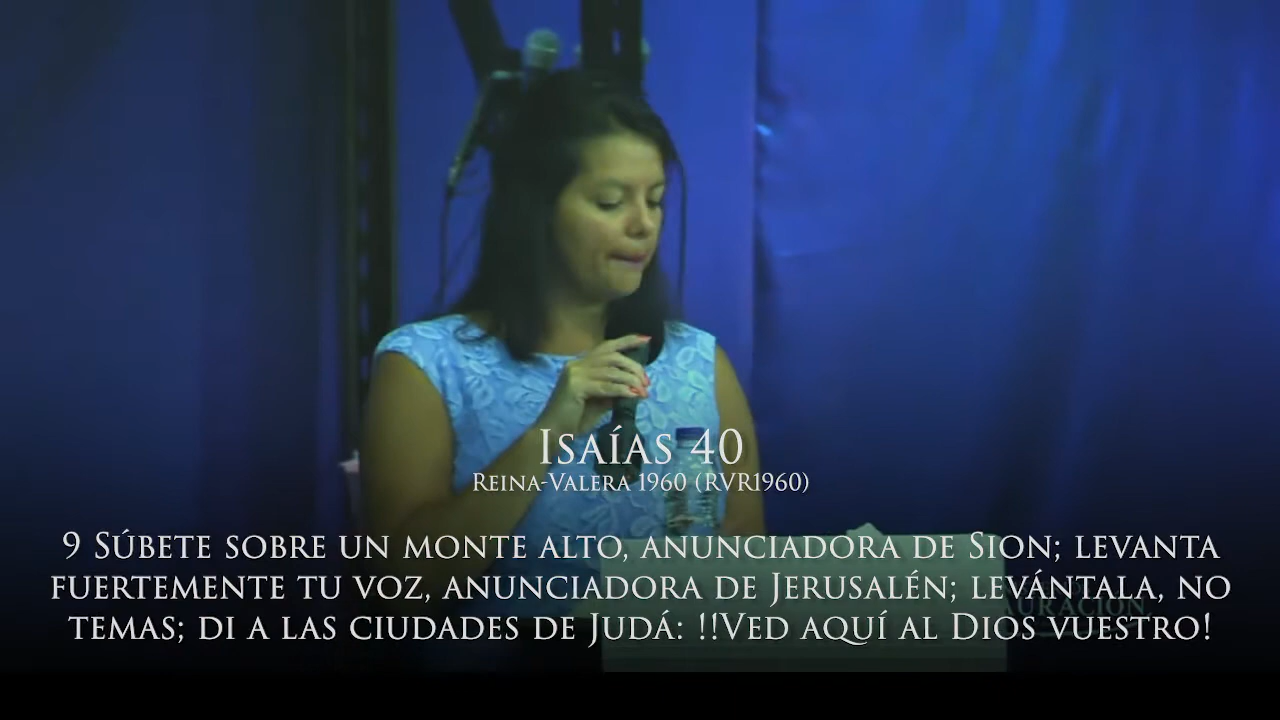 Isaías 40
Reina-Valera 1960 (RVR1960)
9 Súbete sobre un monte alto, anunciadora de Sion; levanta
fuertemente tu voz, anunciadora de Jerusalén; levántala, no
temas; di a las ciudades de Judá: !!Ved aquí al Dios vuestro!